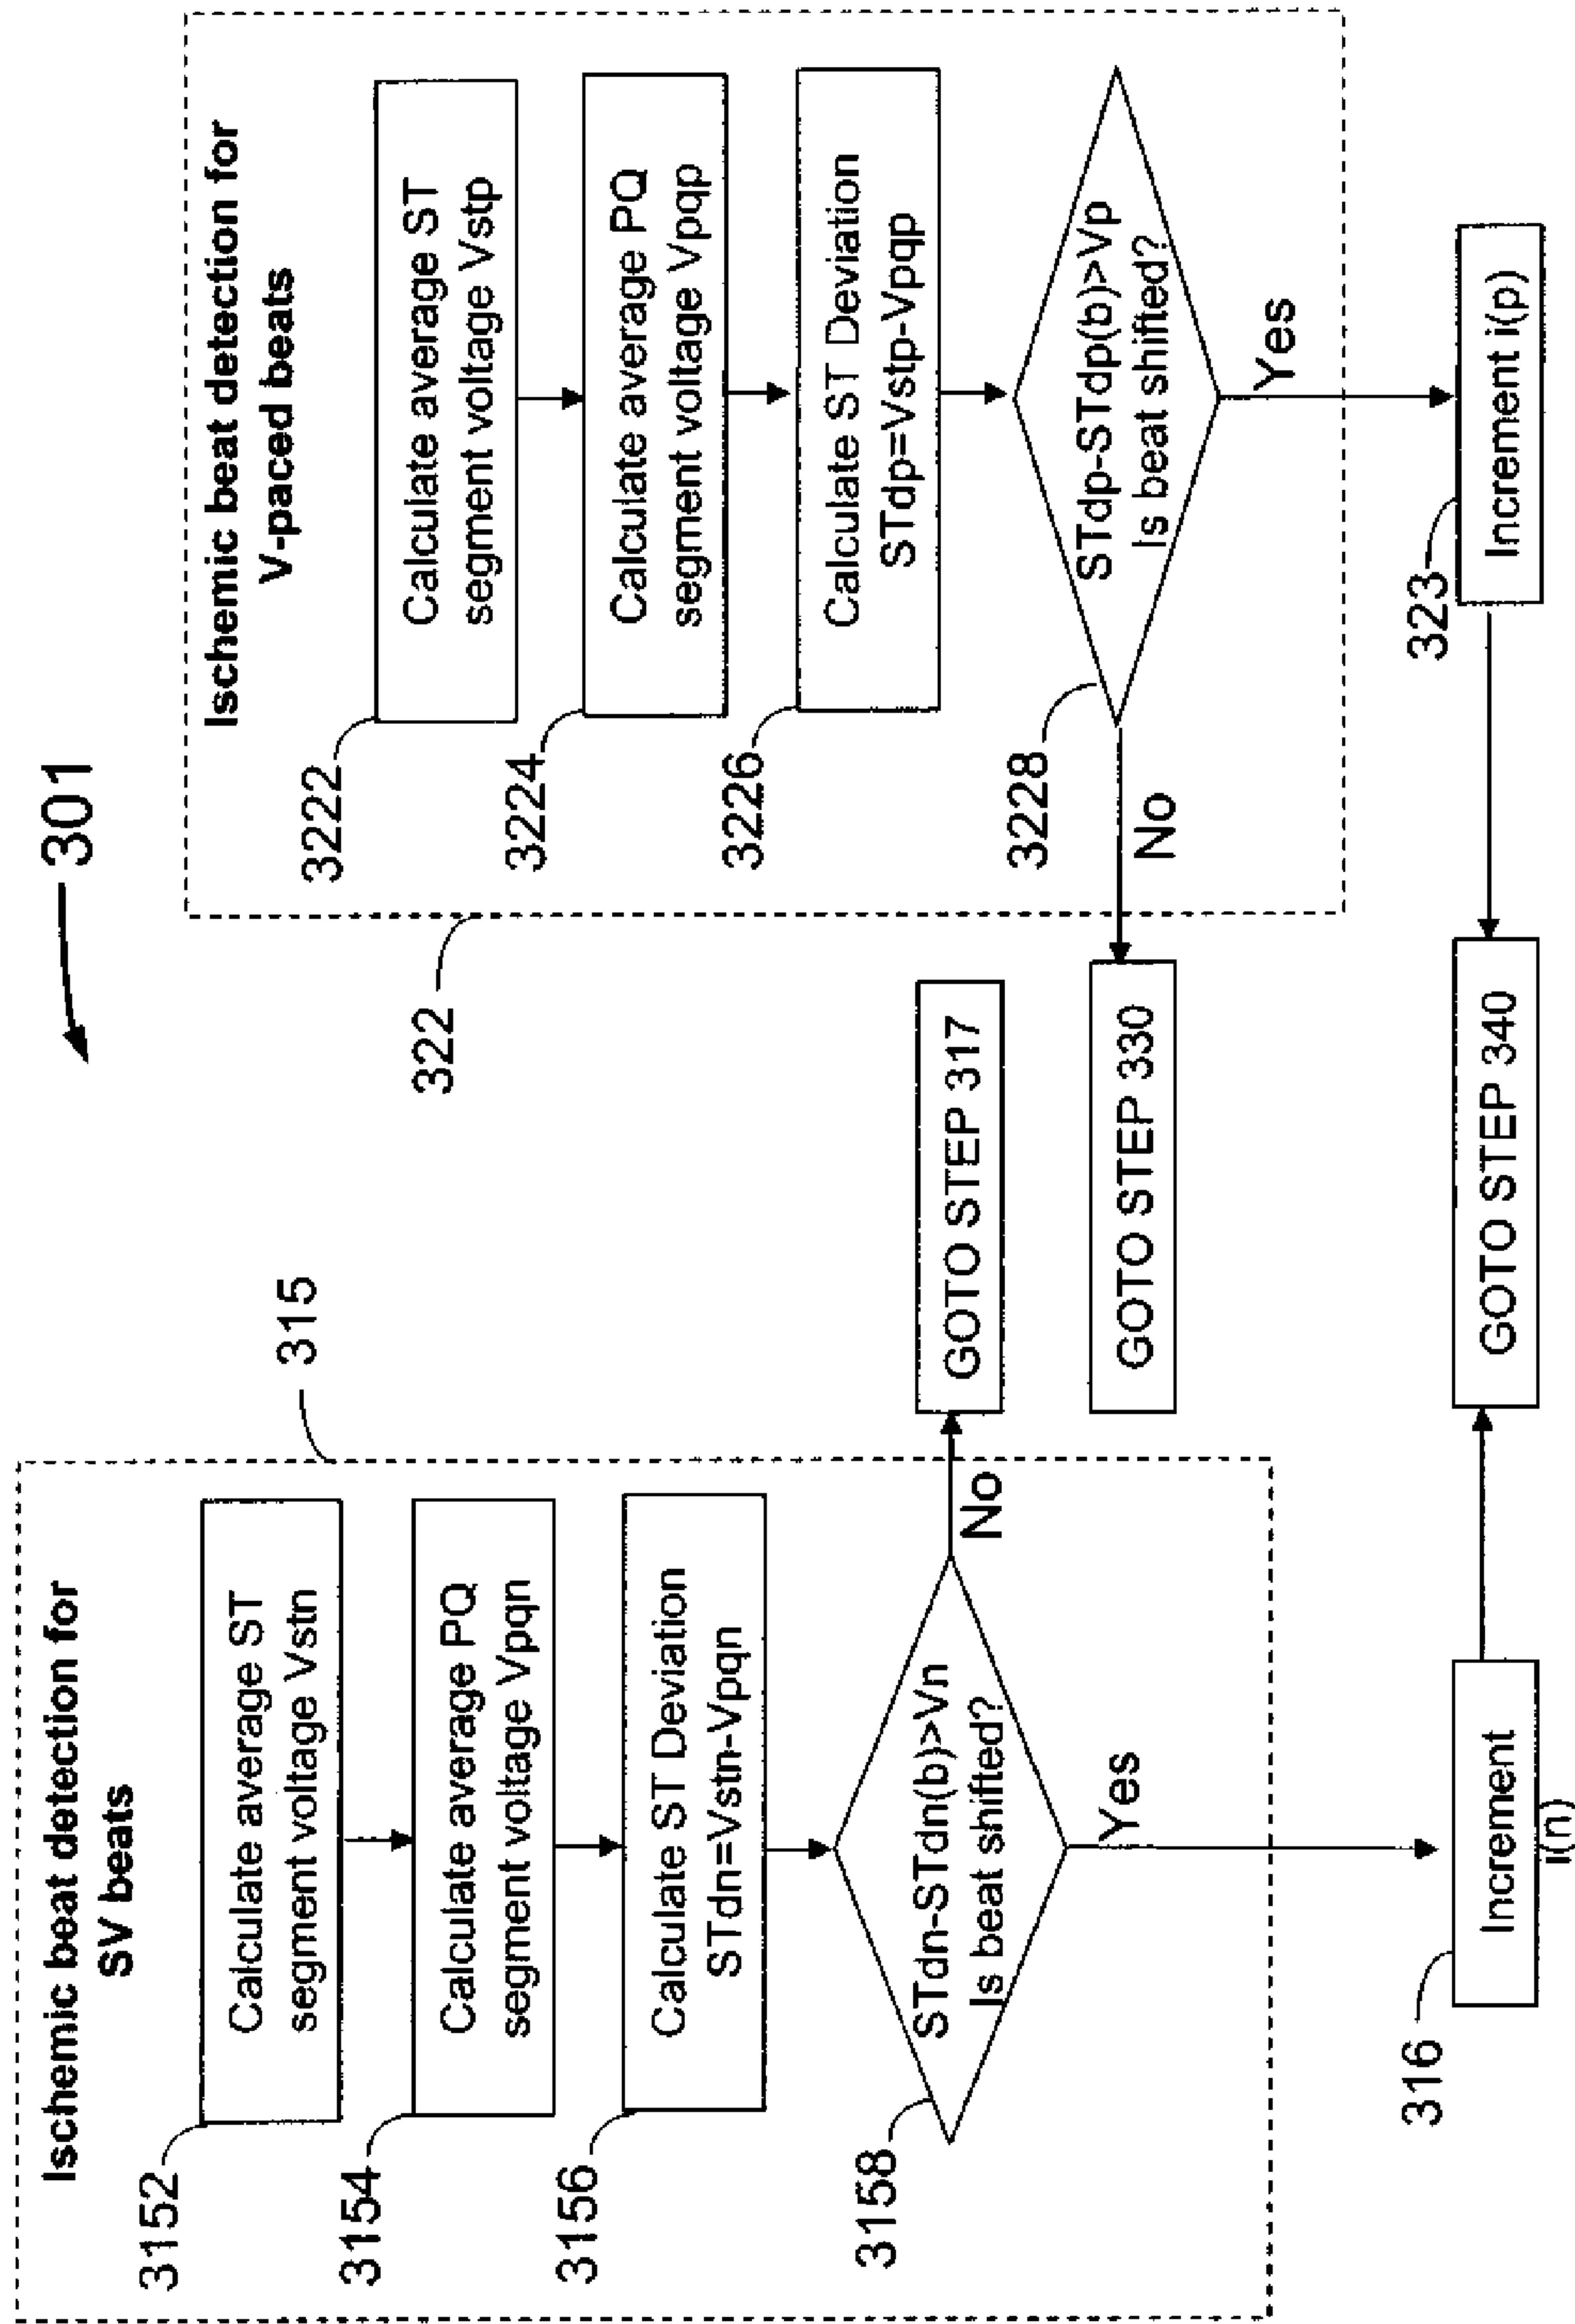 301
315
Ischemic beat detection for
SV beats
3152
Calculate average ST
segment voltage Vstn
3154
Calculate average PQ
segment voltage Vpqn
3156
Calculate ST Deviation
STdn=Vstn-Vpqn
3158
STdn-STdn(b)>Vn
Is beat shifted?
No
GOTO STEP 317
Yes
316
Increment
i(n)
322
Ischemic beat detection for
V-paced beats
3222
Calculate average ST
segment voltage Vstp
3224
Calculate average PQ
segment voltage Vpqp
3226
Calculate ST Deviation
STdp=Vstp-Vpqp
3228
STdp-STdp(b)>Vp
Is beat shifted?
No
GOTO STEP 330
Yes
323
Increment i(p)
GOTO STEP 340